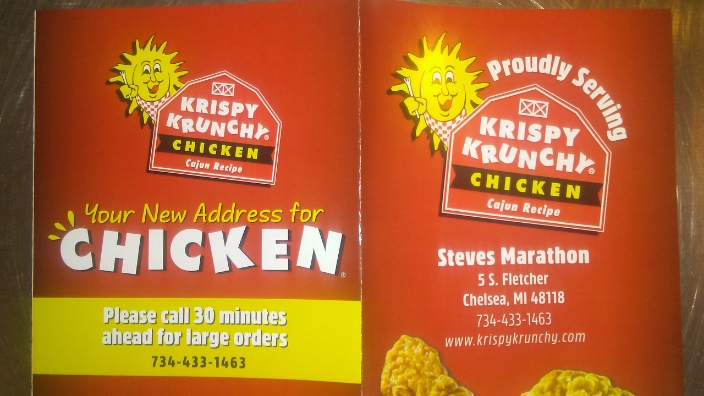 KRISPY
KRUNCHY®
CHICKEN
Cajun Recipe
Your New Address for
CHICKEN®
Please call 30 minutes
ahead for large orders
734-433-1463
Proudly Serving
KRISPY
KRUNCHY®
CHICKEN
Cajun Recipe
Steves Marathon
5 S. Fletcher
Chelsea, MI 48118
734-433-1463
www.krispykrunchy.com